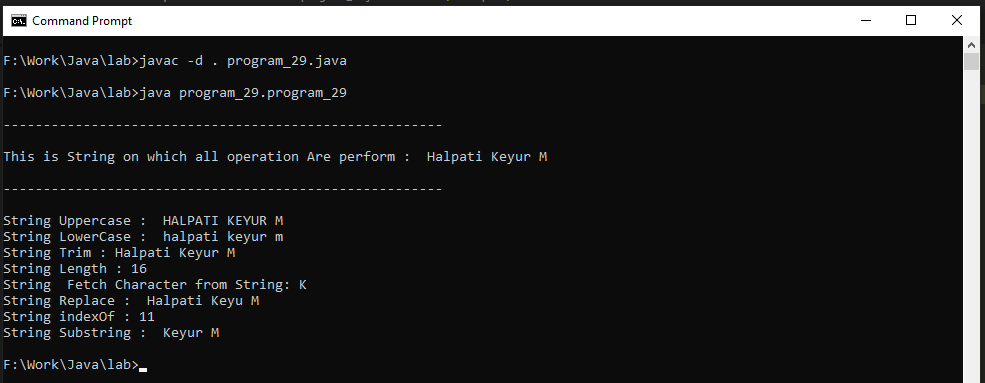 Command Prompt
F:\Work\Java\lab>javac -d . program_29.java
F:\Work\Java\lab>java program_29.program_29
-------------------------------------------------------
This is String on which all operation Are perform :  Halpati Keyur M
-------------------------------------------------------
String Uppercase :  HALPATI KEYUR M
String LowerCase :  halpati keyur m
String Trim : Halpati Keyur M
String Length : 16
String  Fetch Character from String: K
String Replace :  Halpati Keyu M
String indexOf : 11
String Substring :  Keyur M
F:\Work\Java\lab>